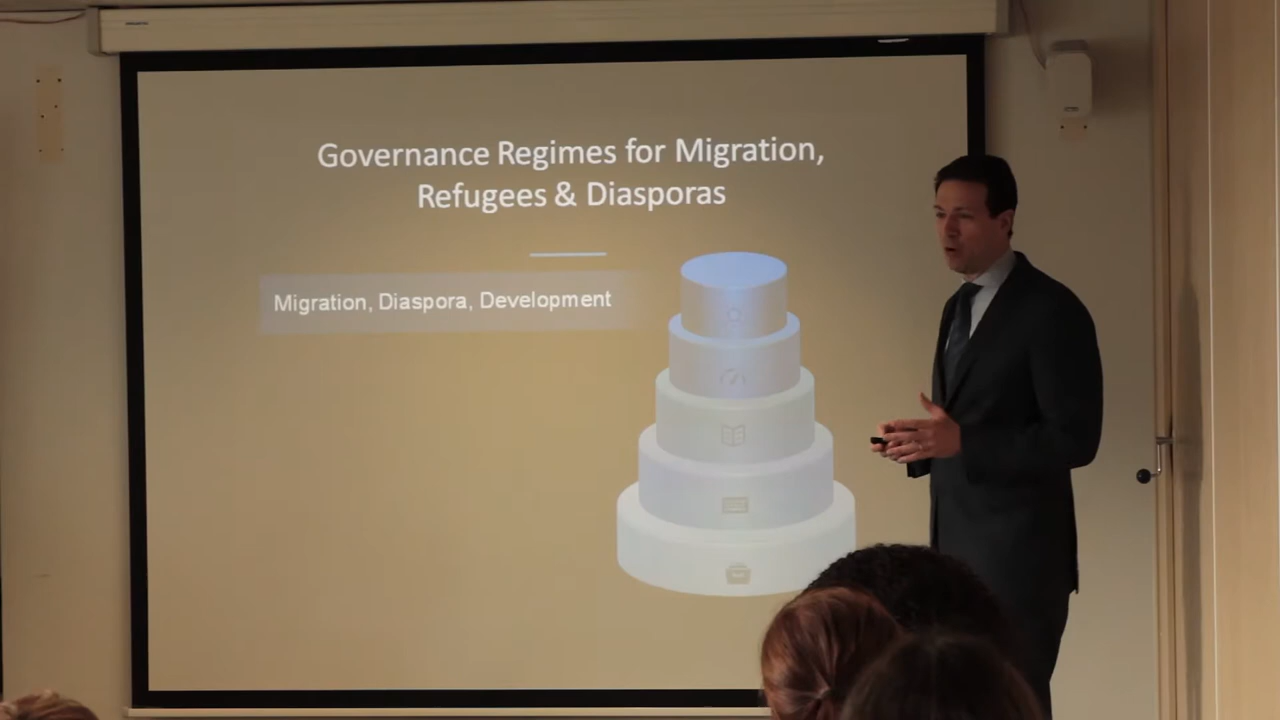 Governance Regimes for Migration,
Refugees & Diasporas
Migration, Diaspora, Development